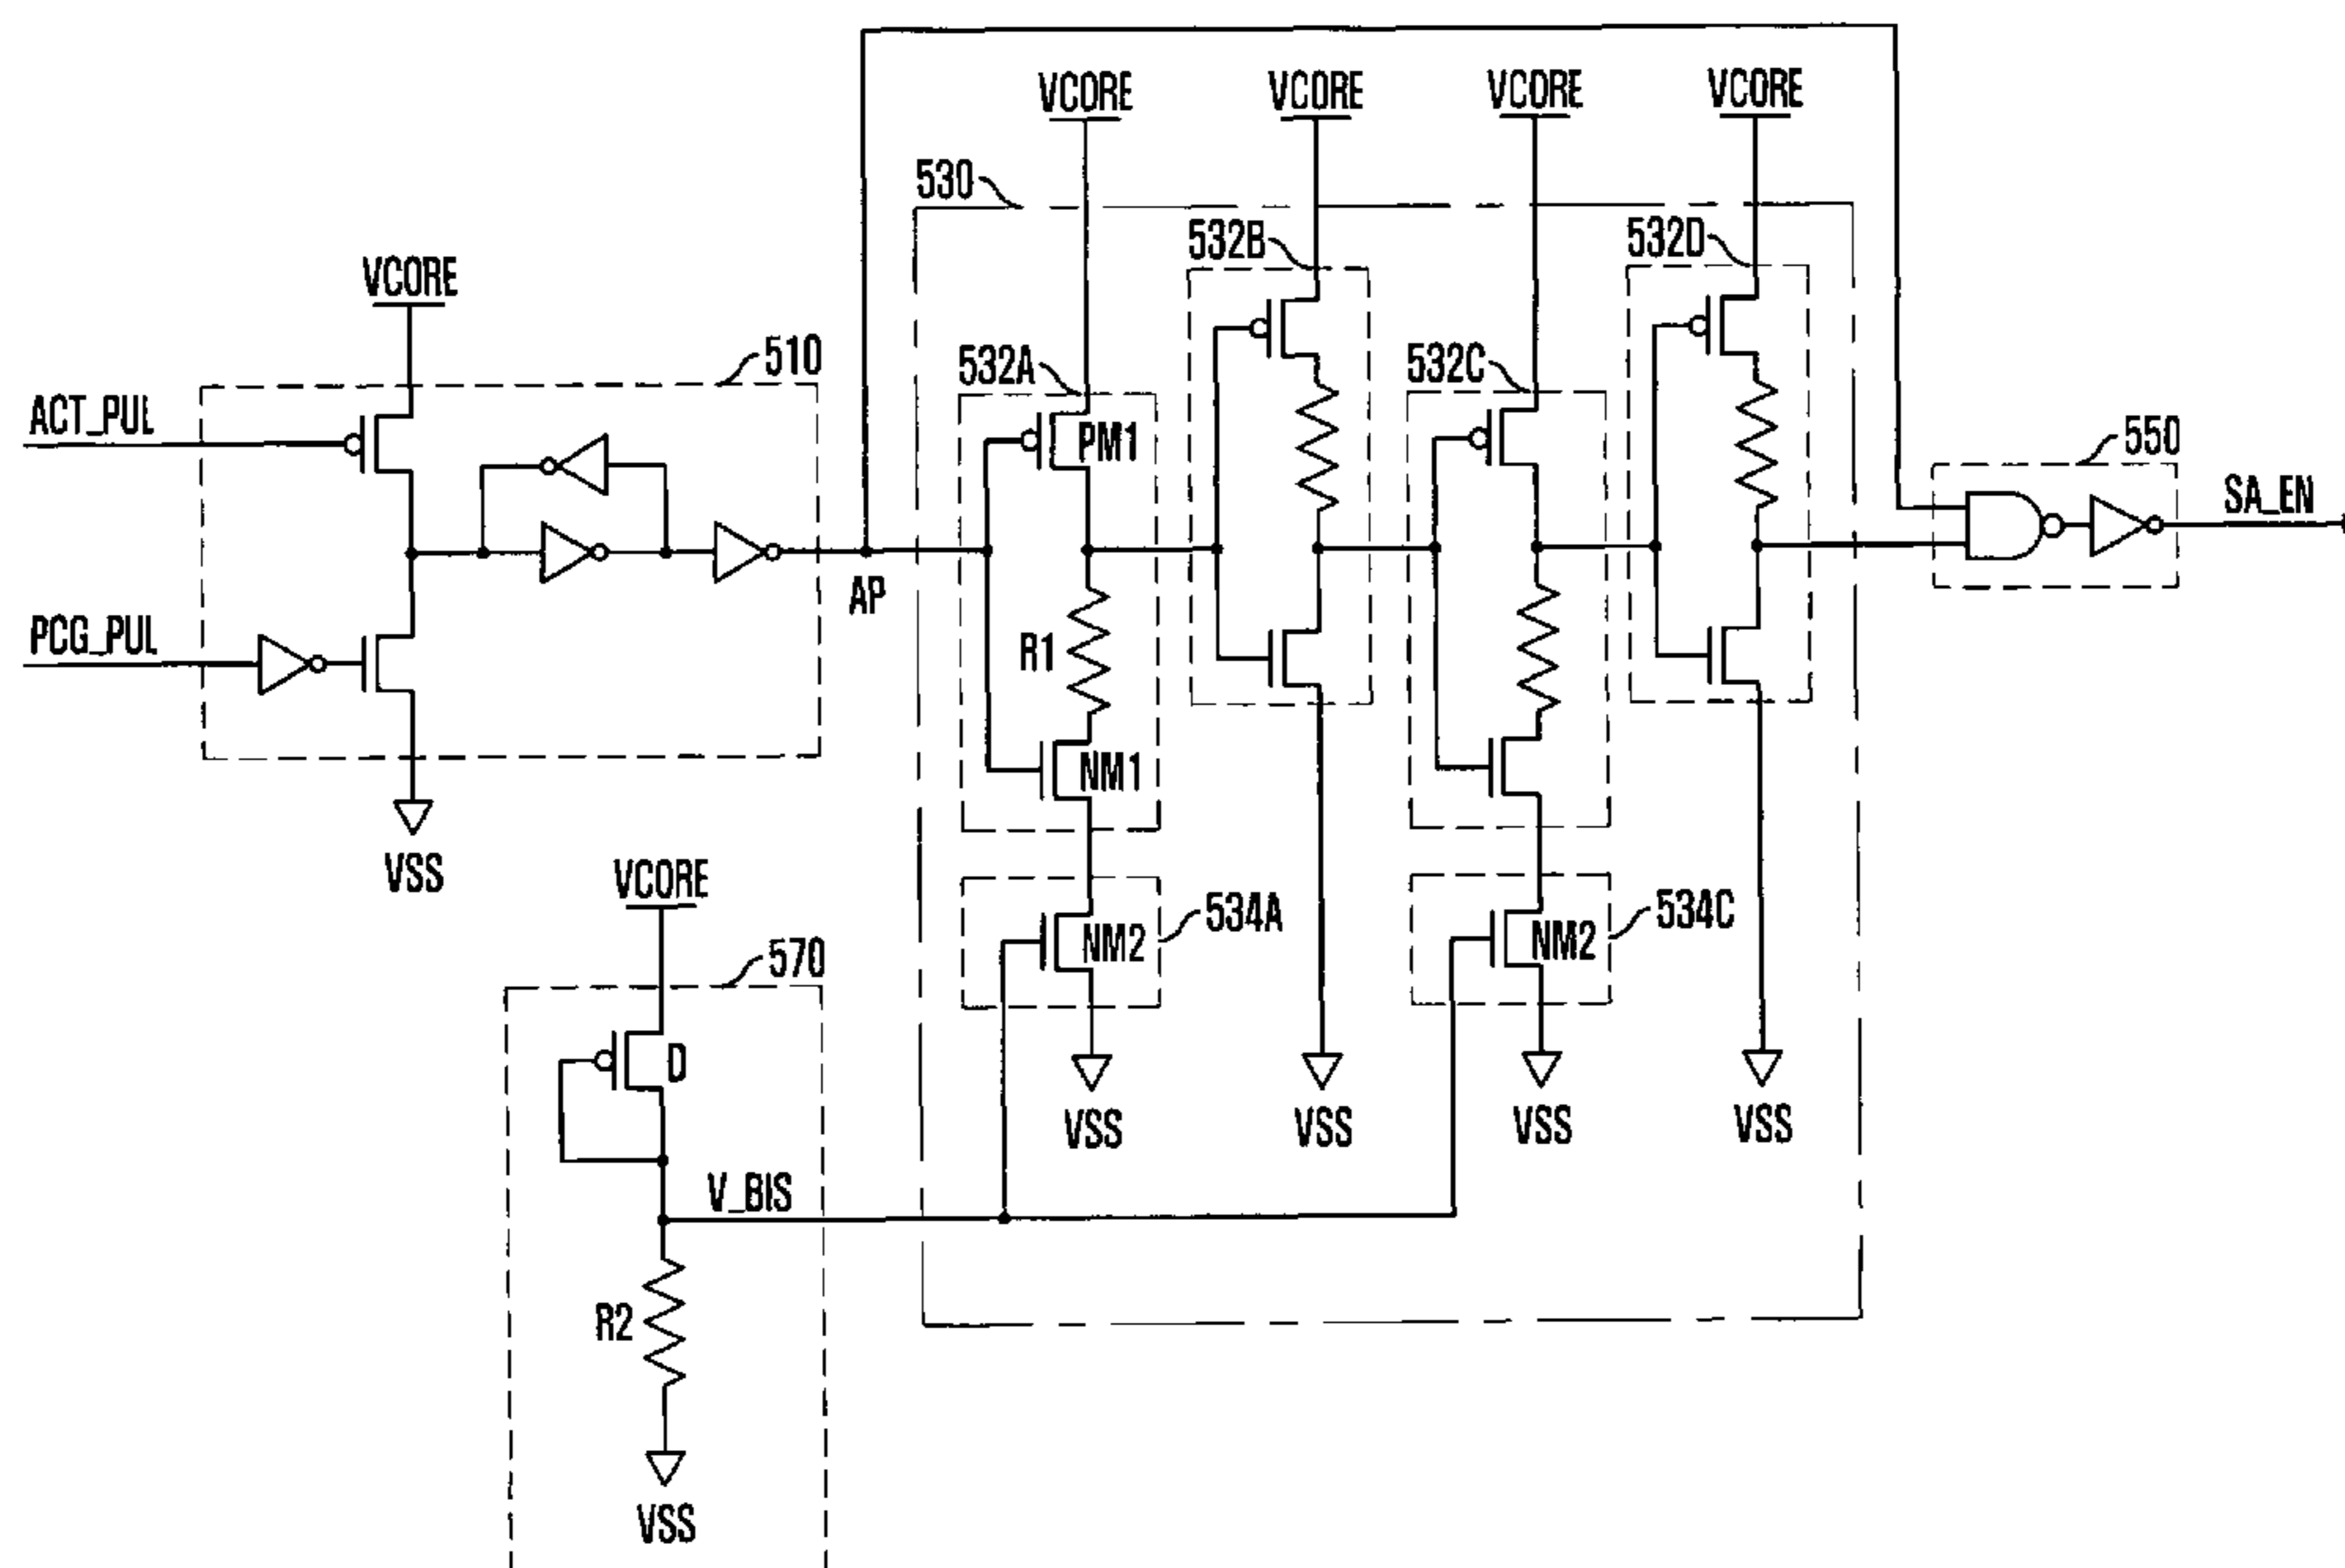 VCORE
VCORE
VCORE
VCORE
530
532B
532D
VCORE
510
532A
532C
ACT_PUL
PM1
550
SA_EN
AP
PCG_PUL
R1
NM1
VSS
VCORE
534A
534C
NM2
NM2
570
D
VSS
VSS
VSS
VSS
V_BIS
R2
VSS